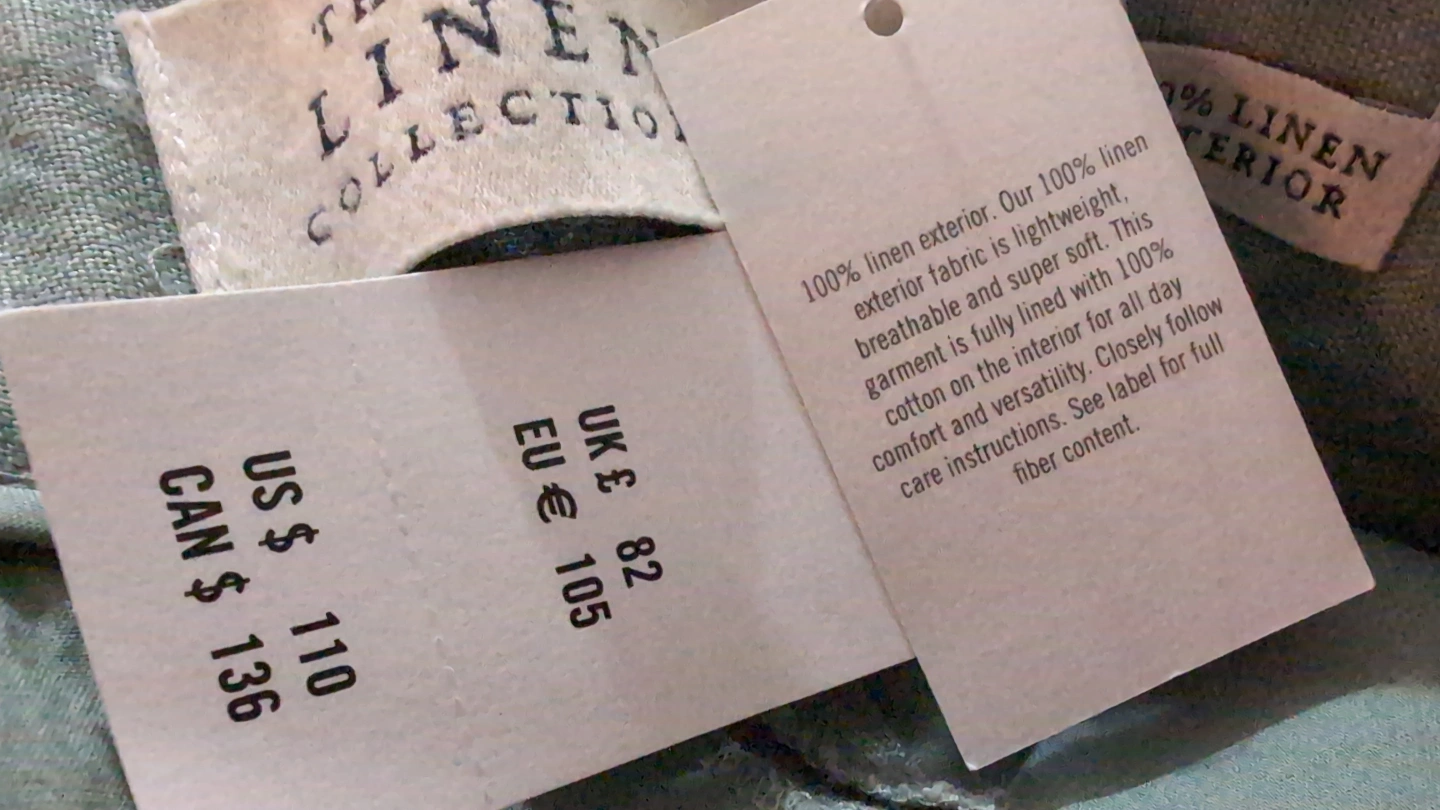 LINEN
COLLECTION
% LINEN
TERIOR
100% linen exterior. Our 100% linen
exterior fabric is lightweight,
breathable and super soft. This
garment is fully lined with 100%
cotton on the interior for all day
comfort and versatility. Closely follow
care instructions. See label for full
fiber content.
UK £ 82
EU € 105
US $ 110
CAN $ 136